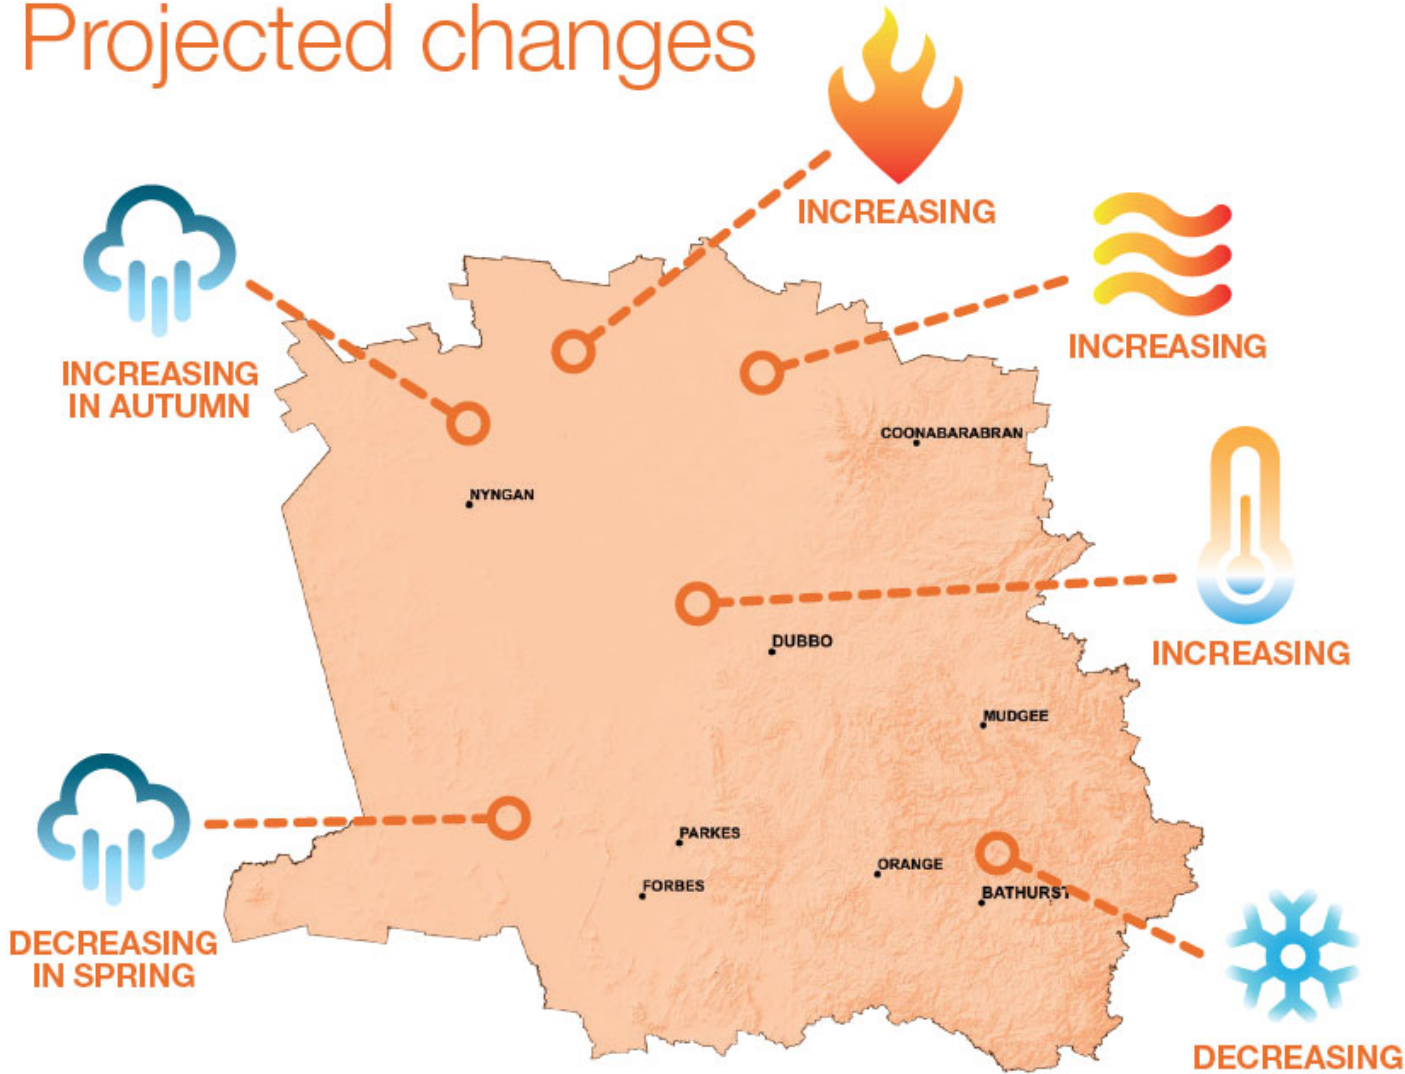 Projected changes
INCREASING
INCREASING
INCREASING
IN AUTUMN
COONABARABRAN
NYNGAN
INCREASING
DUBBO
MUDGEE
PARKES
ORANGE
FORBES
BATHURST
DECREASING
IN SPRING
DECREASING